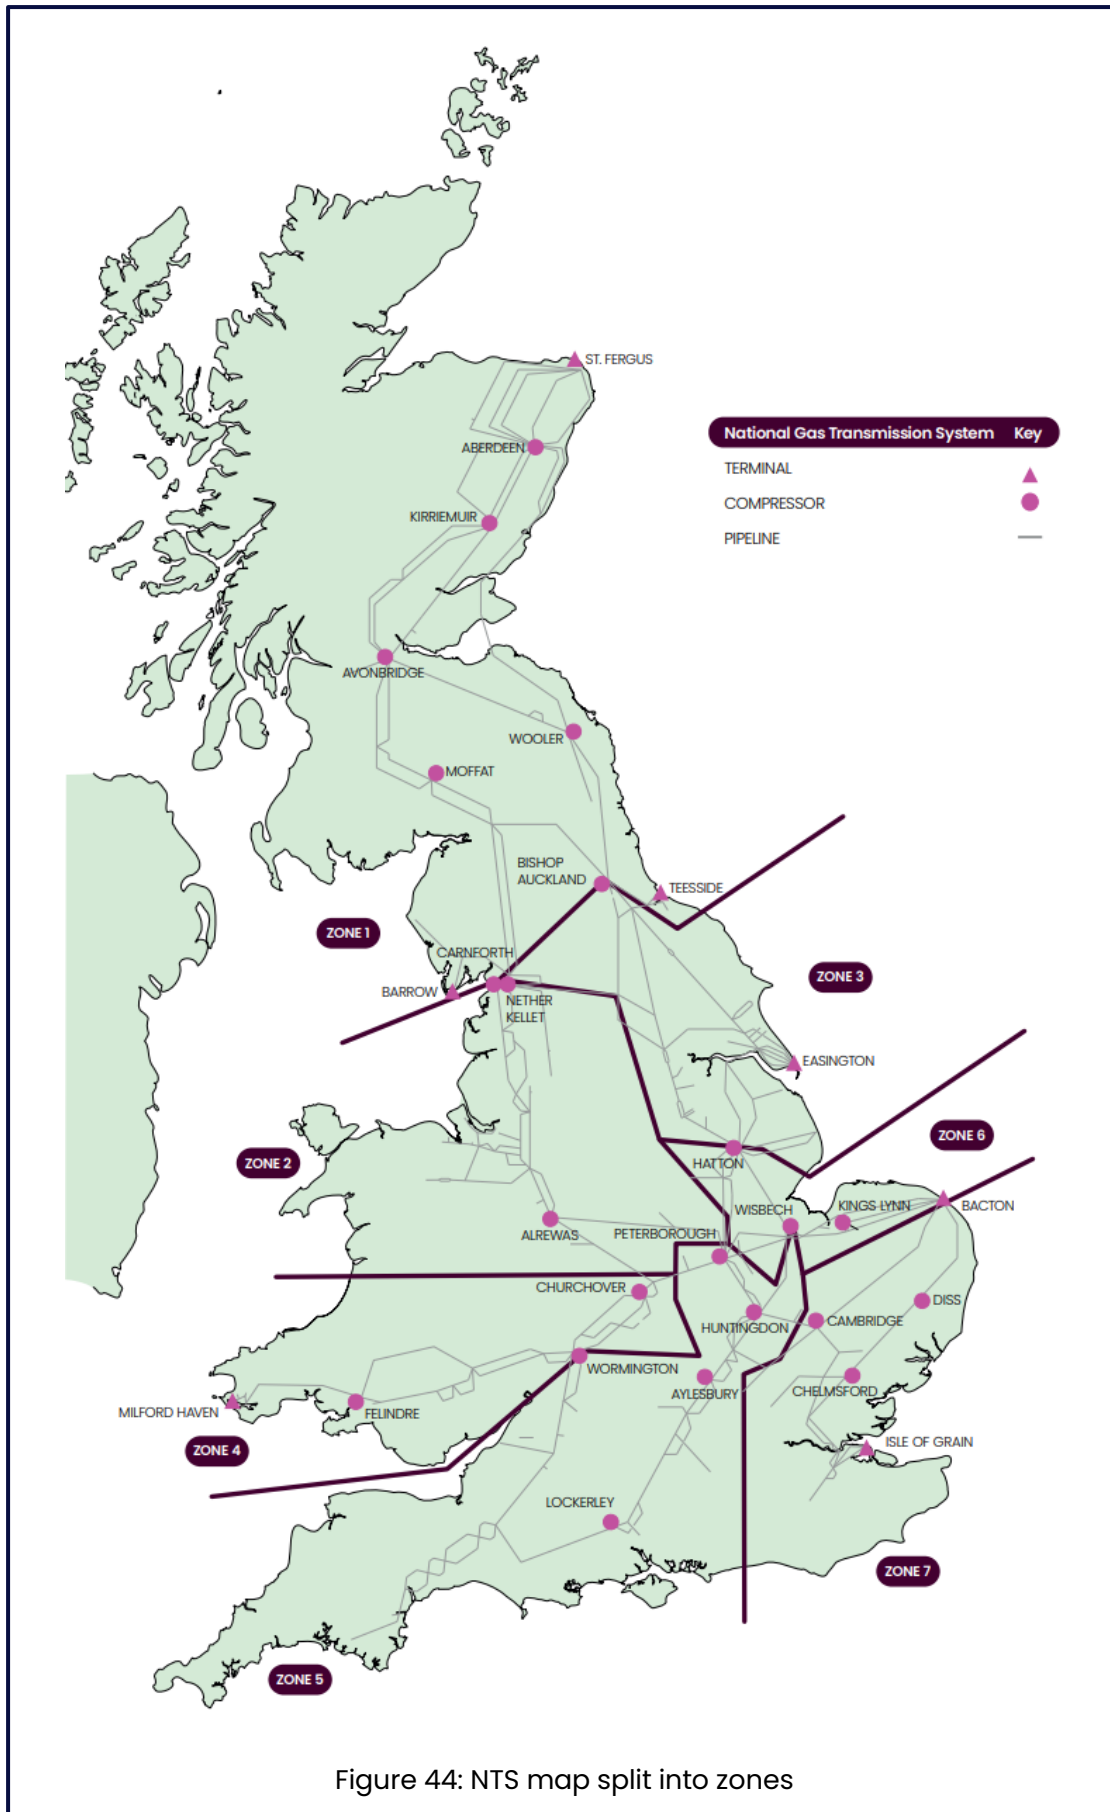 ST. FERGUS
National Gas Transmission System Key
TERMINAL
COMPRESSOR
PIPELINE
ABERDEEN
KIRRIEMUIR
AVONBRIDGE
WOOLER
MOFFAT
BISHOP
AUCKLAND
TEESSIDE
ZONE 1
CARNFORTH
ZONE 3
BARROW
NETHER
KELLET
EASINGTON
ZONE 6
ZONE 2
HATTON
KINGS LYNN
BACTON
WISBECH
ALREWAS
PETERBOROUGH
CHURCHOVER
DISS
HUNTINGDON
CAMBRIDGE
WORMINGTON
AYLESBURY
CHELMSFORD
MILFORD HAVEN
FELINDRE
ZONE 4
ISLE OF GRAIN
LOCKERLEY
ZONE 7
ZONE 5
Figure 44: NTS map split into zones